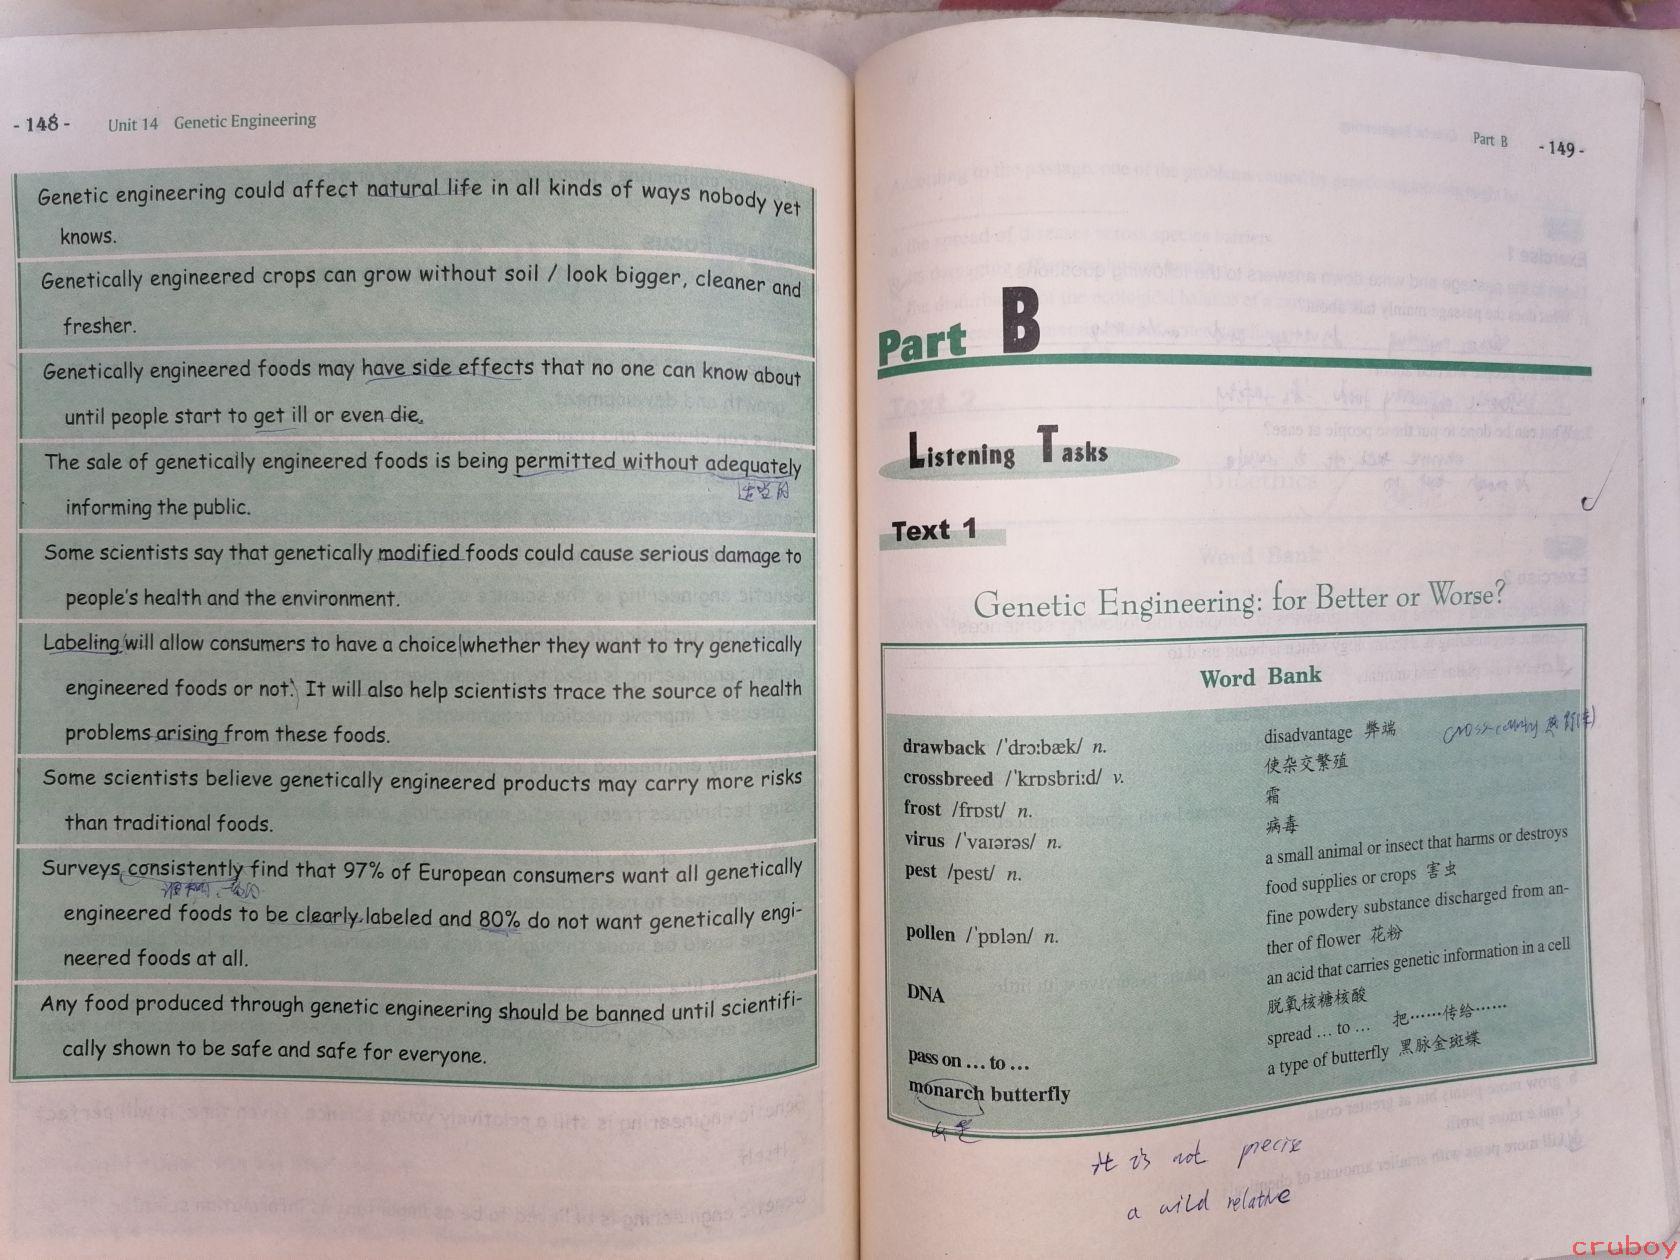 - 148 -
Unit 14 Genetic Engineering
Genetic engineering could affect natural life in all kinds of ways nobody yet
knows.
Genetically engineered crops can grow without soil / look bigger, cleaner and
fresher.
Genetically engineered foods may have side effects that no one can know about
until people start to get ill or even die.
The sale of genetically engineered foods is being permitted without adequately
informing the public.
Some scientists say that genetically modified foods could cause serious damage to
people's health and the environment.
Labeling will allow consumers to have a choice whether they want to try genetically
engineered foods or not. It will also help scientists trace the source of health
problems arising from these foods.
Some scientists believe genetically engineered products may carry more risks
than traditional foods.
Surveys consistently find that 97% of European consumers want all genetically
engineered foods to be clearly labeled and 80% do not want genetically engi-
neered foods at all.
Any food produced through genetic engineering should be banned until scientifi-
cally shown to be safe and safe for everyone.
Part B
- 149 -
Part B
Listening Tasks
Text 1
Genetic Engineering: for Better or Worse?
Word Bank
drawback /ˈdrɔːbæk/ n.
disadvantage 弊端
crossbreed /ˈkrɒsbriːd/ v.
使杂交繁殖
frost /frɒst/ n.
霜
virus /ˈvaɪərəs/ n.
病毒
pest /pest/ n.
a small animal or insect that harms or destroys
food supplies or crops 害虫
pollen /ˈpɒlən/ n.
fine powdery substance discharged from an-
ther of flower 花粉
DNA
an acid that carries genetic information in a cell
脱氧核糖核酸
pass on ... to ...
spread ... to ... 把……传给……
monarch butterfly
a type of butterfly 黑脉金斑蝶
It is not precise
a wild relative
cruboy